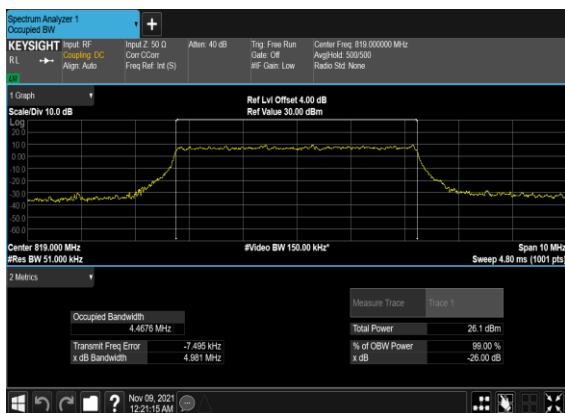 Spectrum Analyzer 1
Occupied BW
+
KEYSIGHT Input: RF Input Z: 50 Ω Atten: 40 dB Trig: Free Run Center Freq: 819.000000 MHz
RL Coupling: DC Corr CCorr Gate: Off Avg|Hold: 500/500
Align: Auto Freq Ref: Int (S) #IF Gain: Low Radio Std: None
LXI
1 Graph Ref Lvl Offset 4.00 dB
Scale/Div 10.0 dB Ref Value 30.00 dBm
Log
20.0
10.0
0.00
-10.0
-20.0
-30.0
-40.0
-50.0
-60.0
Center 819.000 MHz #Video BW 150.00 kHz* Span 10 MHz
#Res BW 51.000 kHz Sweep 4.80 ms (1001 pts)
2 Metrics
Measure Trace Trace 1
Occupied Bandwidth
4.4676 MHz Total Power 26.1 dBm
Transmit Freq Error -7.495 kHz % of OBW Power 99.00 %
x dB Bandwidth 4.981 MHz x dB -26.00 dB
? Nov 09, 2021
12:21:15 AM